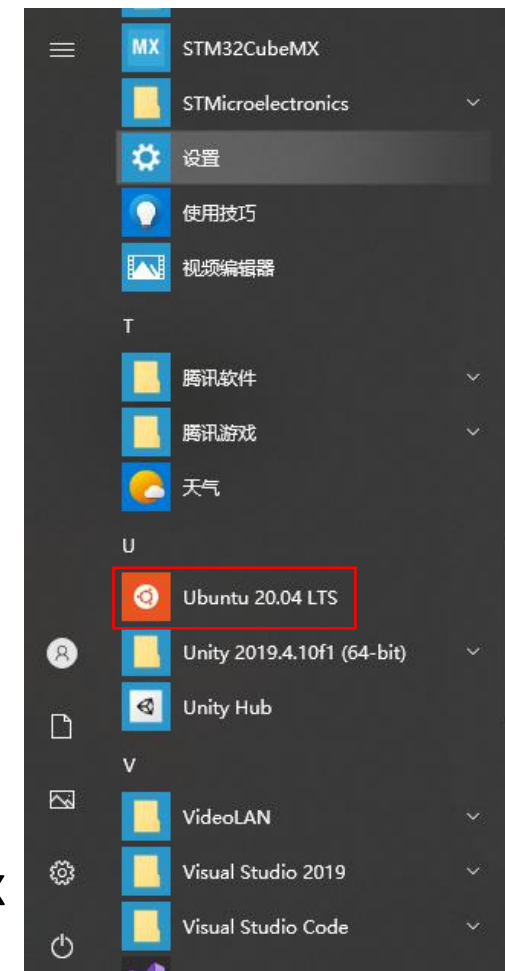 MX STM32CubeMX
STMicroelectronics
设置
使用技巧
视频编辑器
T
腾讯软件
腾讯游戏
天气
U
Ubuntu 20.04 LTS
Unity 2019.4.10f1 (64-bit)
Unity Hub
V
VideoLAN
Visual Studio 2019
Visual Studio Code